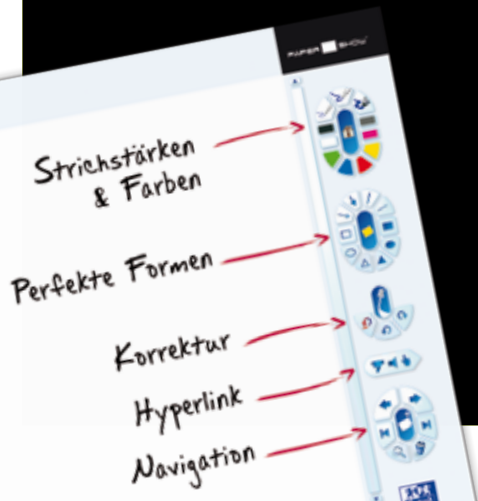 PAPER SHOW
Strichstärken
& Farben
Perfekte Formen
Korrektur
Hyperlink
Navigation